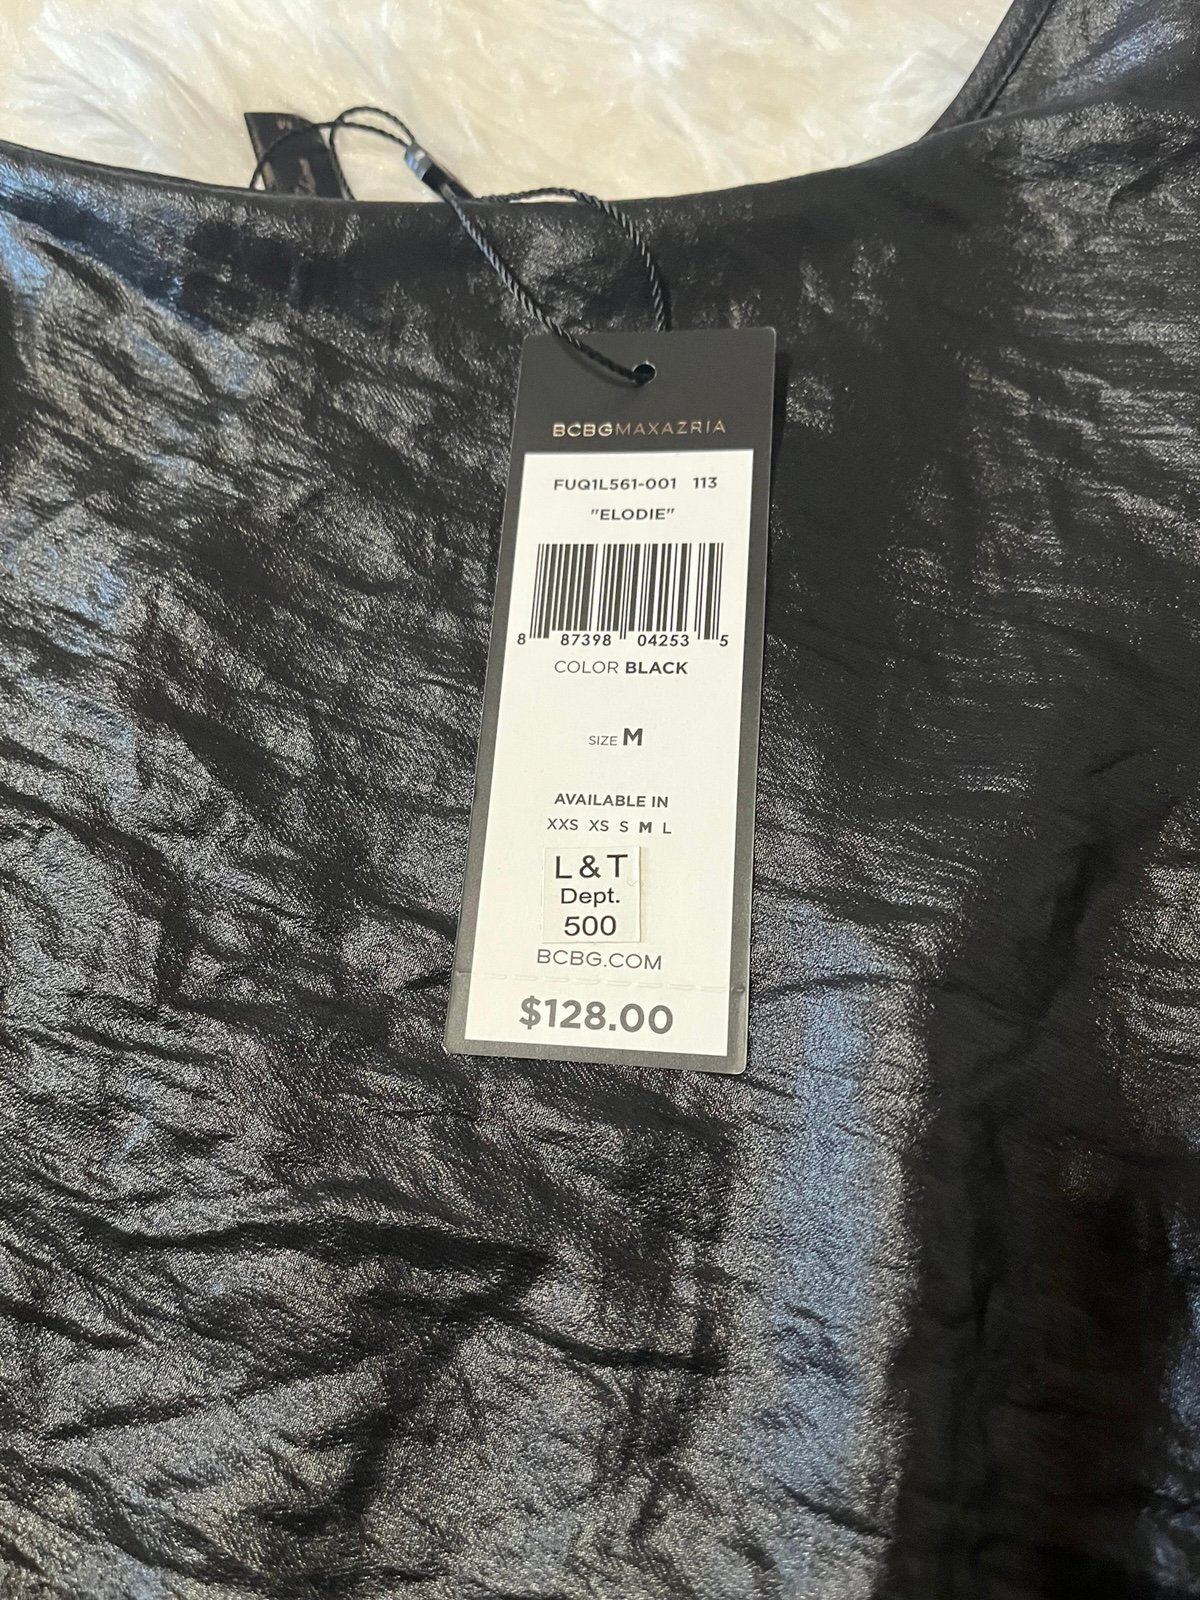 BCBGMAXAZRIA
FUQ1L561-001 113
"ELODIE"
8 87398 04253 5
COLOR BLACK
SIZE M
AVAILABLE IN
XXS XS S M L
L & T
Dept.
500
BCBG.COM
$128.00